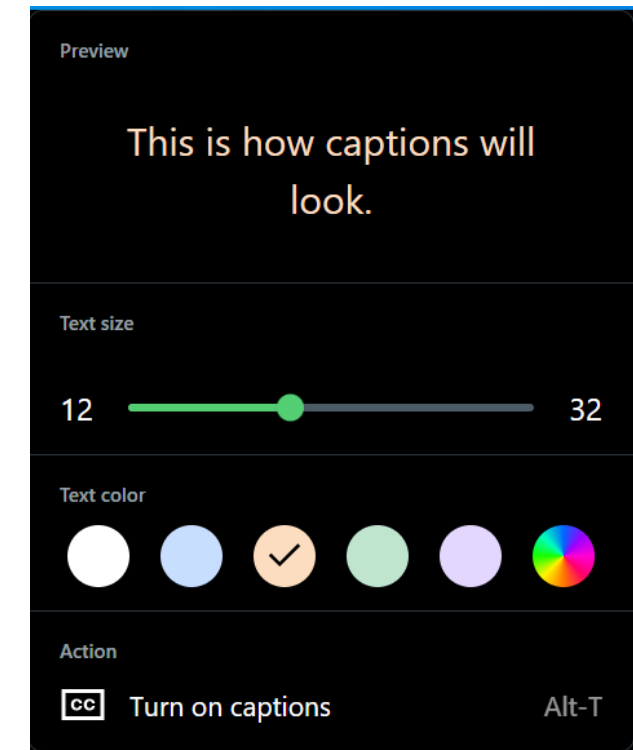 Preview
This is how captions will
look.
Text size
12 32
Text color
Action
CC Turn on captions Alt-T